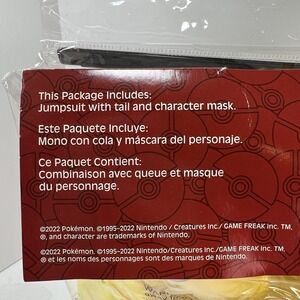 This Package Includes:
Jumpsuit with tail and character mask.
Este Paquete Incluye:
Mono con cola y máscara del personaje.
Ce Paquet Contient:
Combinaison avec queue et masque
du personnage.
©2022 Pokémon. ©1995-2022 Nintendo / Creatures Inc./ GAME FREAK Inc. ™,
®, and character are trademarks of Nintendo.
©2022 Pokémon. ©1995-2022 Nintendo/Creatures Inc./GAME FREAK Inc. ™
® et les noms des personnages sont des marques de Nintendo.